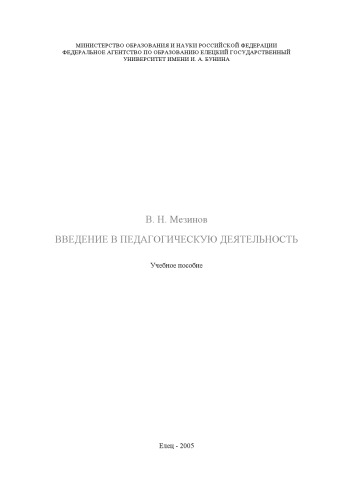 МИНИСТЕРСТВО ОБРАЗОВАНИЯ И НАУКИ РОССИЙСКОЙ ФЕДЕРАЦИИ
ФЕДЕРАЛЬНОЕ АГЕНТСТВО ПО ОБРАЗОВАНИЮ ЕЛЕЦКИЙ ГОСУДАРСТВЕННЫЙ
УНИВЕРСИТЕТ ИМЕНИ И. А. БУНИНА
В. Н. Мезинов
ВВЕДЕНИЕ В ПЕДАГОГИЧЕСКУЮ ДЕЯТЕЛЬНОСТЬ
Учебное пособие
Елец - 2005